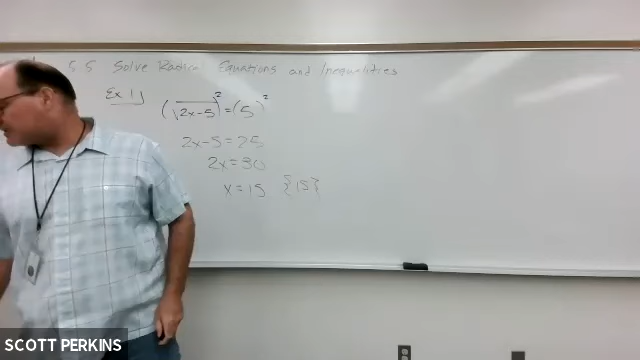 5.5 Solve Radical Equations and Inequalities
Ex 1)
(√2x-5)² = (5)²
2x-5=25
2x=30
x=15 {15}
SCOTT PERKINS